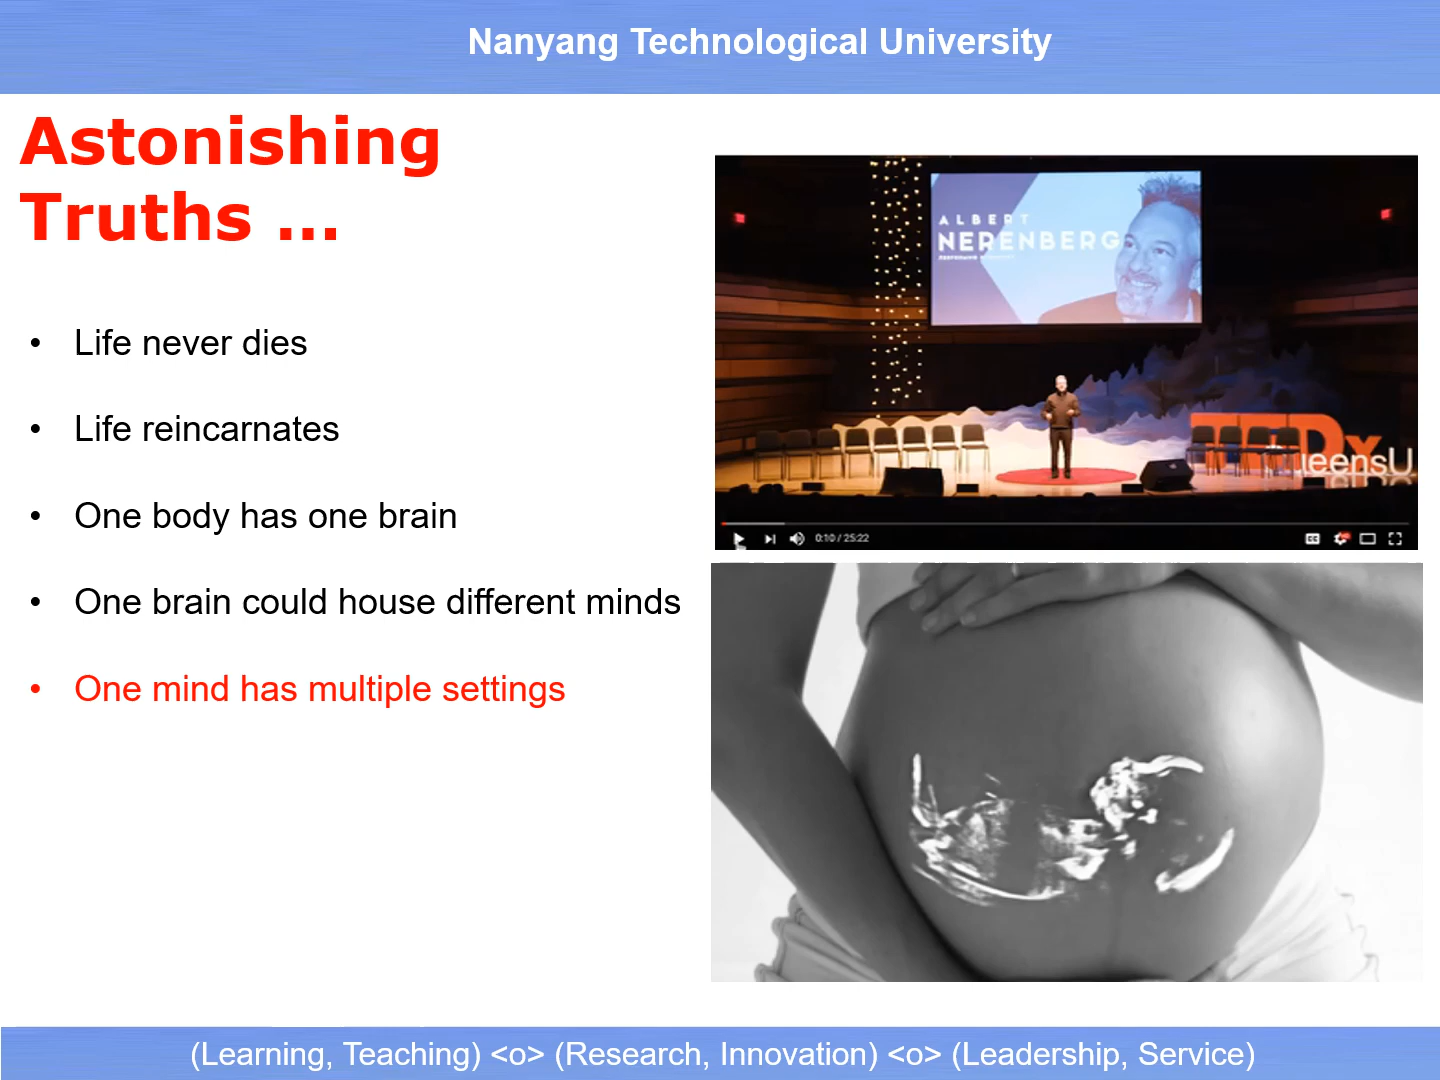 Nanyang Technological University
Astonishing
Truths ...
• Life never dies
• Life reincarnates
• One body has one brain
• One brain could house different minds
• One mind has multiple settings
ALBERT
NERENBERG
TEDx
QueensU
0:10 / 25:22
(Learning, Teaching) <o> (Research, Innovation) <o> (Leadership, Service)